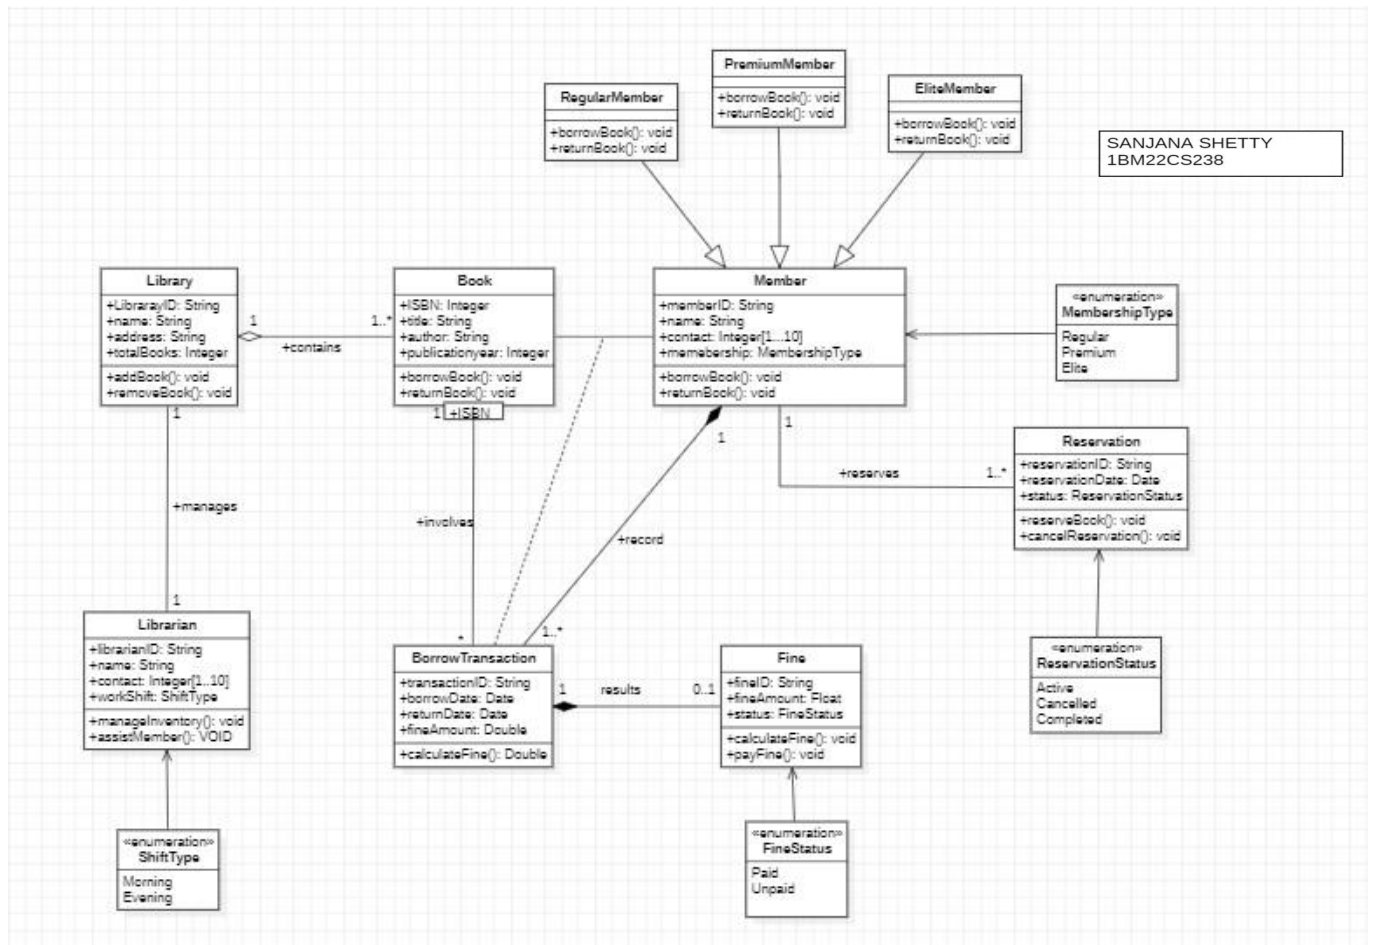 PremiumMember
+borrowBook(): void
+returnBook(): void
RegularMember
+borrowBook(): void
+returnBook(): void
EliteMember
+borrowBook(): void
+returnBook(): void
SANJANA SHETTY
1BM22CS238
Library
+LibrarayID: String
+name: String
+address: String
+totalBooks: Integer
+addBook(): void
+removeBook(): void
1
1..*
+contains
Book
+ISBN: Integer
+title: String
+author: String
+publicationyear: Integer
+borrowBook(): void
+returnBook(): void
1
+ISBN
Member
+memberID: String
+name: String
+contact: Integer[1...10]
+memebership: MembershipType
+borrowBook(): void
+returnBook(): void
«enumeration»
MembershipType
Regular
Premium
Elite
1
1
1
+reserves
1..*
Reservation
+reservationID: String
+reservationDate: Date
+status: ReservationStatus
+reserveBook(): void
+cancelReservation(): void
+manages
+involves
+record
1
*
1..*
Librarian
+librarianID: String
+name: String
+contact: Integer[1..10]
+workShift: ShiftType
+manageInventory(): void
+assistMember(): VOID
BorrowTransaction
+transactionID: String
+borrowDate: Date
+returnDate: Date
+fineAmount: Double
+calculateFine(): Double
1
results
0..1
Fine
+fineID: String
+fineAmount: Float
+status: FineStatus
+calculateFine(): void
+payFine(): void
«enumeration»
ReservationStatus
Active
Cancelled
Completed
«enumeration»
ShiftType
Morning
Evening
«enumeration»
FineStatus
Paid
Unpaid